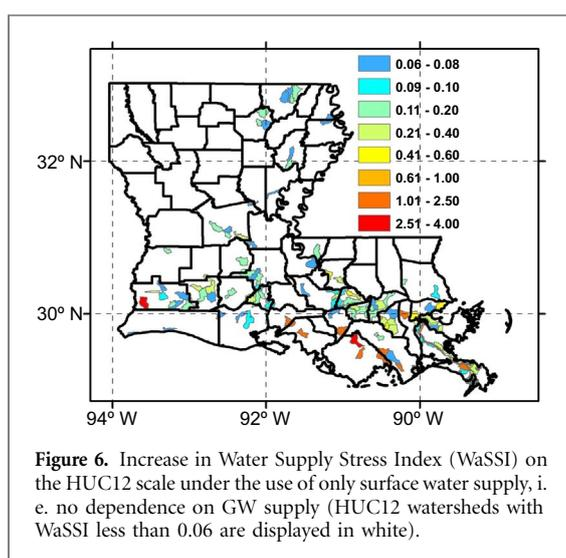 0.06 - 0.08
0.09 - 0.10
0.11 - 0.20
0.21 - 0.40
0.41 - 0.60
0.61 - 1.00
1.01 - 2.50
2.51 - 4.00
32° N
30° N
94° W
92° W
90° W
Figure 6. Increase in Water Supply Stress Index (WaSSI) on
the HUC12 scale under the use of only surface water supply, i.
e. no dependence on GW supply (HUC12 watersheds with
WaSSI less than 0.06 are displayed in white).